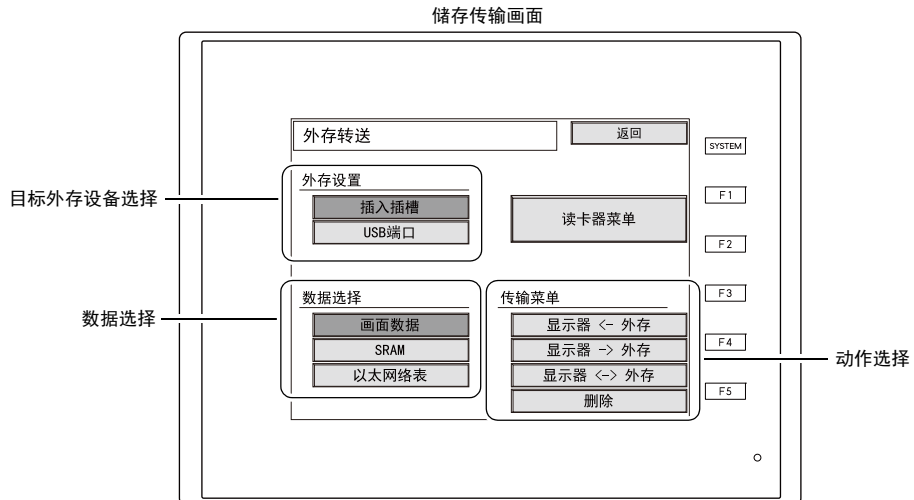 储存传输画面
外存转送
返回
SYSTEM
目标外存设备选择
外存设置
插入插槽
USB端口
读卡器菜单
F1
F2
数据选择
数据选择
画面数据
SRAM
以太网络表
传输菜单
显示器 <- 外存
显示器 -> 外存
显示器 <-> 外存
删除
F3
F4
F5
动作选择